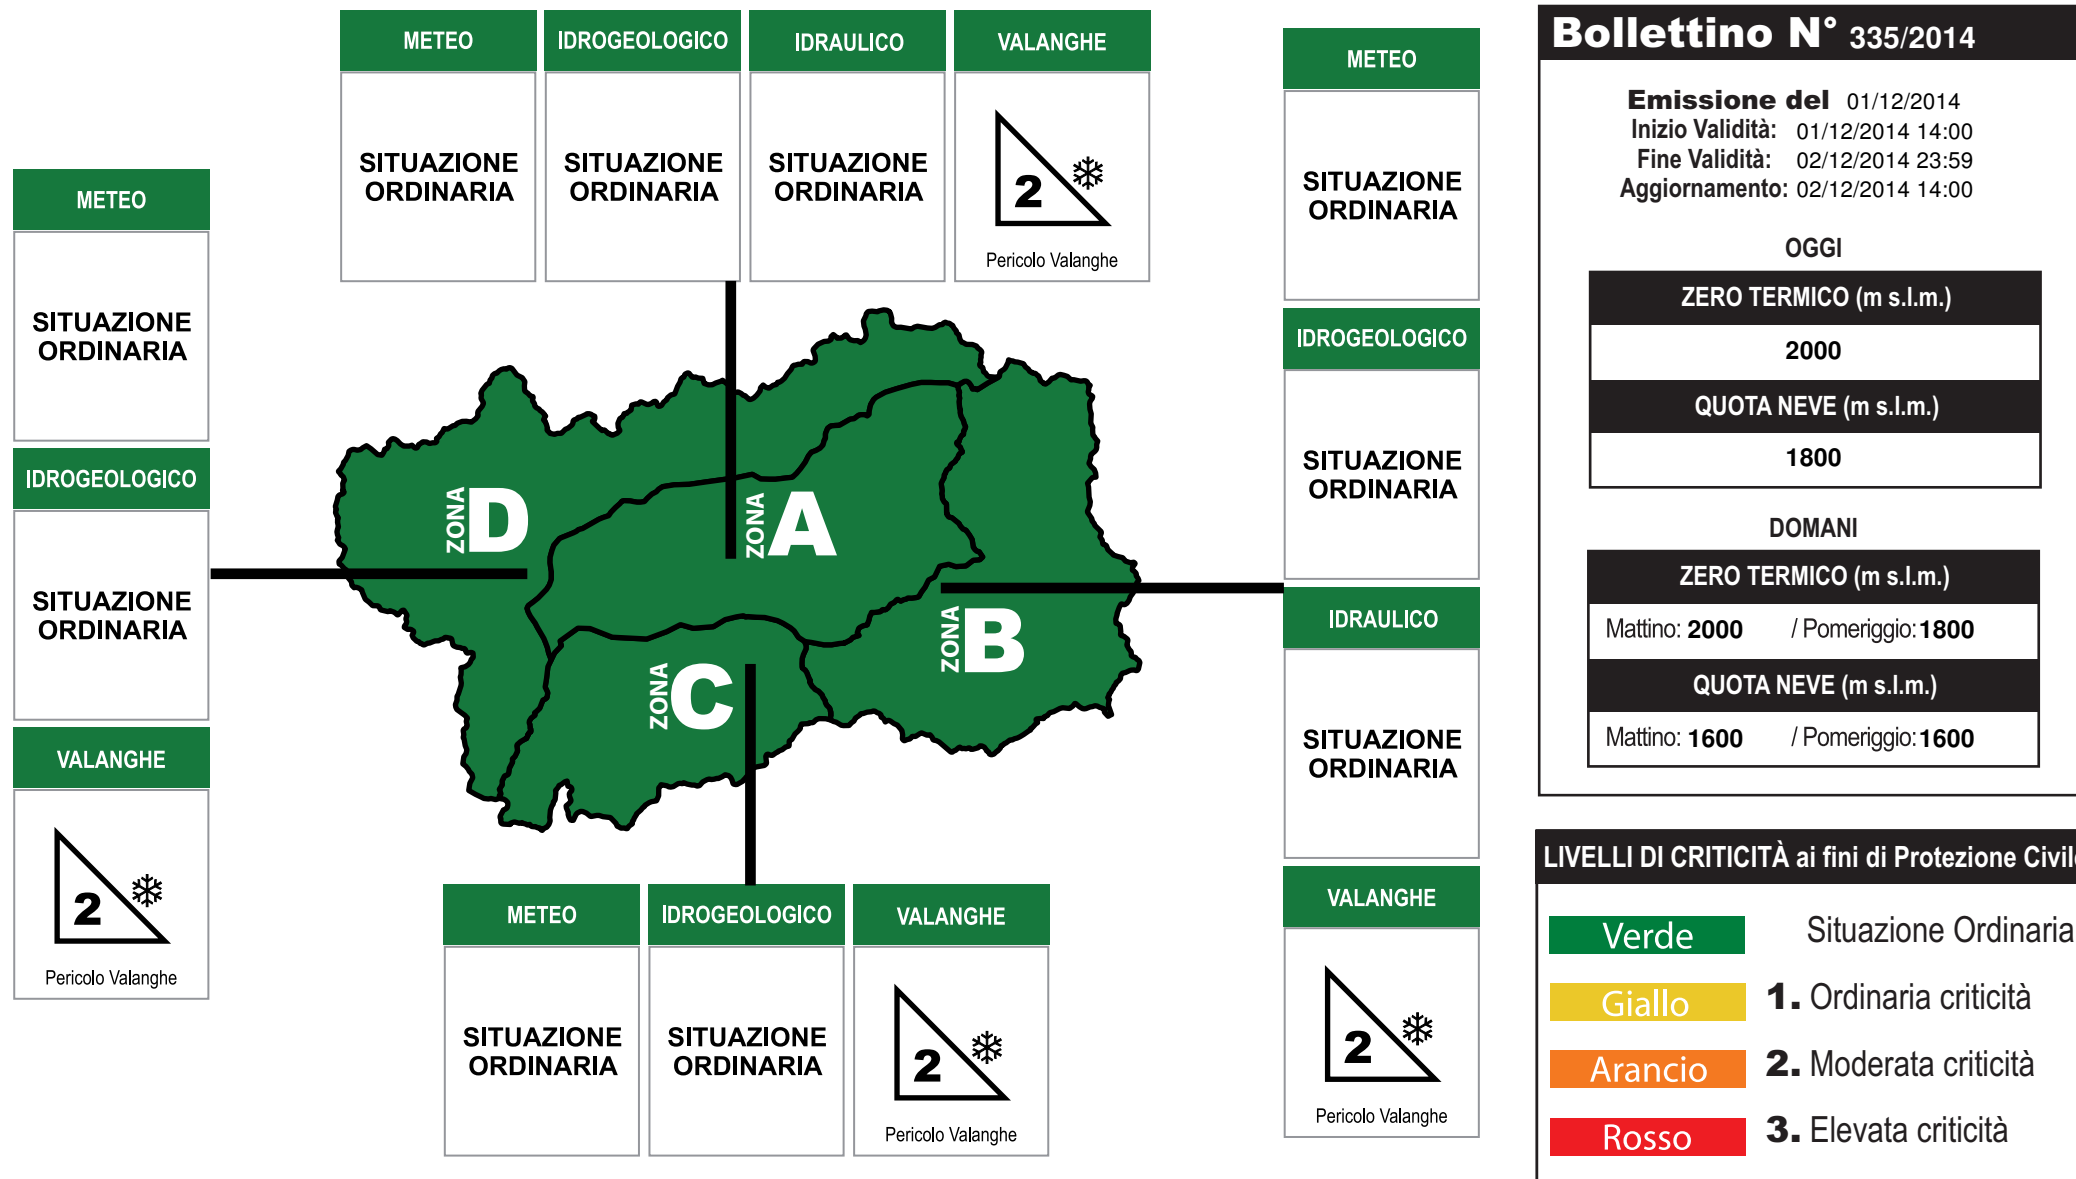 METEO
IDROGEOLOGICO
IDRAULICO
VALANGHE
SITUAZIONE
ORDINARIA
SITUAZIONE
ORDINARIA
SITUAZIONE
ORDINARIA
2
Pericolo Valanghe
METEO
SITUAZIONE
ORDINARIA
IDROGEOLOGICO
SITUAZIONE
ORDINARIA
VALANGHE
2
Pericolo Valanghe
ZONA
D
ZONA
A
ZONA
B
ZONA
C
METEO
IDROGEOLOGICO
VALANGHE
SITUAZIONE
ORDINARIA
SITUAZIONE
ORDINARIA
2
Pericolo Valanghe
METEO
SITUAZIONE
ORDINARIA
IDROGEOLOGICO
SITUAZIONE
ORDINARIA
IDRAULICO
SITUAZIONE
ORDINARIA
VALANGHE
2
Pericolo Valanghe
Bollettino N° 335/2014
Emissione del 01/12/2014
Inizio Validità: 01/12/2014 14:00
Fine Validità: 02/12/2014 23:59
Aggiornamento: 02/12/2014 14:00
OGGI
ZERO TERMICO (m s.l.m.)
2000
QUOTA NEVE (m s.l.m.)
1800
DOMANI
ZERO TERMICO (m s.l.m.)
Mattino: 2000 / Pomeriggio: 1800
QUOTA NEVE (m s.l.m.)
Mattino: 1600 / Pomeriggio: 1600
LIVELLI DI CRITICITÀ ai fini di Protezione Civile
Verde Situazione Ordinaria
Giallo 1. Ordinaria criticità
Arancio 2. Moderata criticità
Rosso 3. Elevata criticità